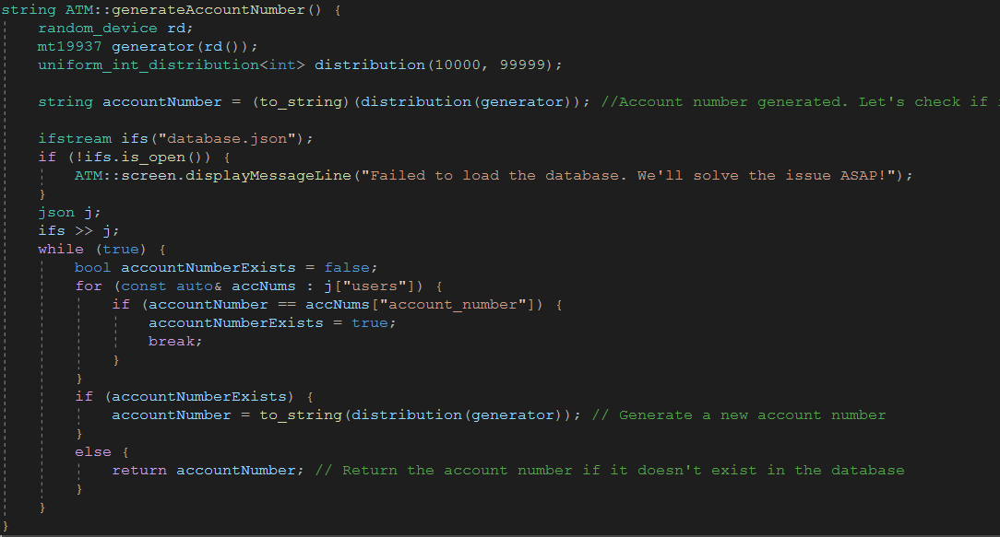 string ATM::generateAccountNumber() {
random_device rd;
mt19937 generator(rd());
uniform_int_distribution<int> distribution(10000, 99999);
string accountNumber = (to_string)(distribution(generator)); //Account number generated. Let's check if
ifstream ifs("database.json");
if (!ifs.is_open()) {
ATM::screen.displayMessageLine("Failed to load the database. We'll solve the issue ASAP!");
}
json j;
ifs >> j;
while (true) {
bool accountNumberExists = false;
for (const auto& accNums : j["users"]) {
if (accountNumber == accNums["account_number"]) {
accountNumberExists = true;
break;
}
}
if (accountNumberExists) {
accountNumber = to_string(distribution(generator)); // Generate a new account number
}
else {
return accountNumber; // Return the account number if it doesn't exist in the database
}
}
}